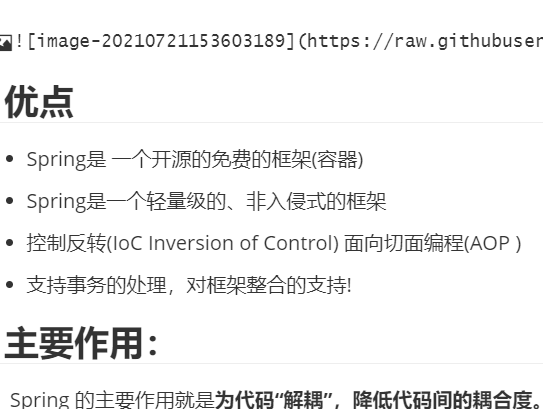 ![image-20210721153603189](https://raw.githubuser
优点
Spring是 一个开源的免费的框架(容器)
Spring是一个轻量级的、非入侵式的框架
控制反转(IoC Inversion of Control) 面向切面编程(AOP )
支持事务的处理，对框架整合的支持!
主要作用：
Spring 的主要作用就是为代码“解耦”，降低代码间的耦合度。